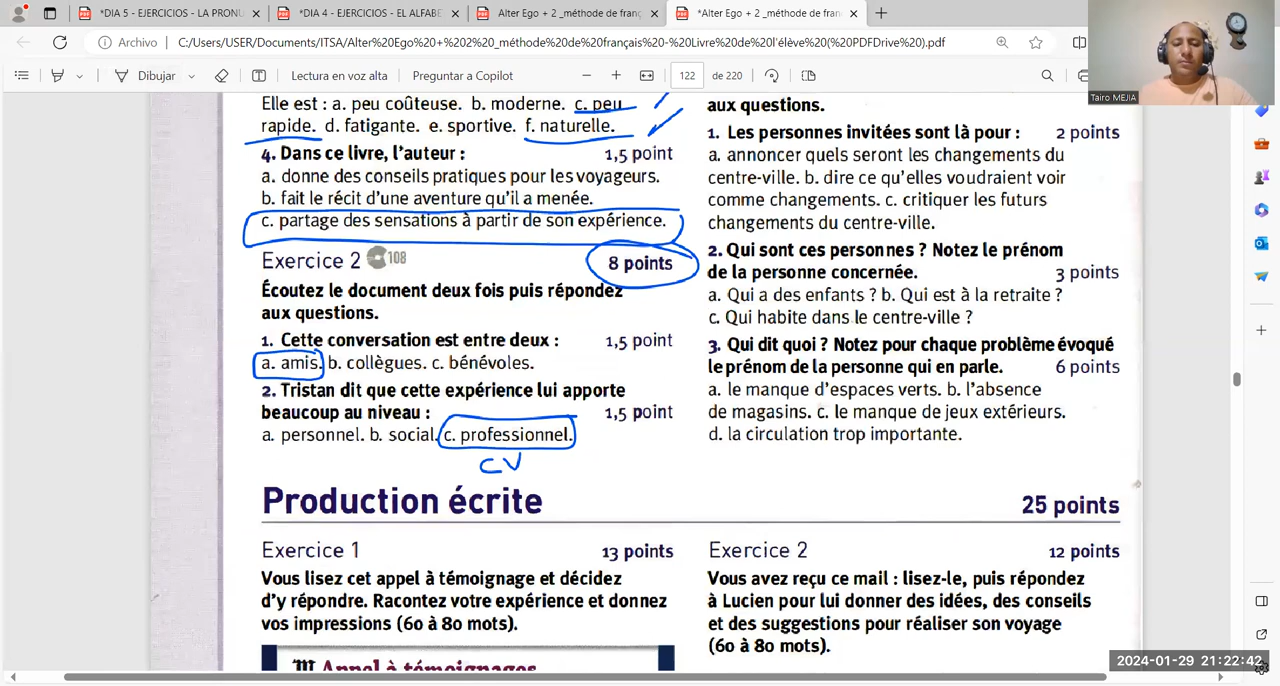 *DIA 5 - EJERCICIOS - LA PRONU
*DIA 4 - EJERCICIOS - EL ALFABE
Alter Ego + 2 _méthode de franç
*Alter Ego + 2 _méthode de fran
Archivo
C:/Users/USER/Documents/ITSA/Alter%20Ego%20+%202%20_méthode%20de%20français%20-%20Livre%20de%20l'élève%20(%20PDFDrive%20).pdf
Dibujar
Lectura en voz alta
Preguntar a Copilot
122
de 220
Tairo MEJIA
Elle est : a. peu coûteuse. b. moderne. c. peu
rapide. d. fatigante. e. sportive. f. naturelle.
4. Dans ce livre, l'auteur : 1,5 point
a. donne des conseils pratiques pour les voyageurs.
b. fait le récit d'une aventure qu'il a menée.
c. partage des sensations à partir de son expérience.
Exercice 2 108 8 points
Écoutez le document deux fois puis répondez
aux questions.
1. Cette conversation est entre deux : 1,5 point
a. amis. b. collègues. c. bénévoles.
2. Tristan dit que cette expérience lui apporte
beaucoup au niveau : 1,5 point
a. personnel. b. social. c. professionnel.
CV
aux questions.
1. Les personnes invitées sont là pour : 2 points
a. annoncer quels seront les changements du
centre-ville. b. dire ce qu'elles voudraient voir
comme changements. c. critiquer les futurs
changements du centre-ville.
2. Qui sont ces personnes ? Notez le prénom
de la personne concernée. 3 points
a. Qui a des enfants ? b. Qui est à la retraite ?
c. Qui habite dans le centre-ville ?
3. Qui dit quoi ? Notez pour chaque problème évoqué
le prénom de la personne qui en parle. 6 points
a. le manque d'espaces verts. b. l'absence
de magasins. c. le manque de jeux extérieurs.
d. la circulation trop importante.
Production écrite 25 points
Exercice 1 13 points
Vous lisez cet appel à témoignage et décidez
d'y répondre. Racontez votre expérience et donnez
vos impressions (60 à 80 mots).
Appel à témoignages
Exercice 2 12 points
Vous avez reçu ce mail : lisez-le, puis répondez
à Lucien pour lui donner des idées, des conseils
et des suggestions pour réaliser son voyage
(60 à 80 mots).
2024-01-29 21:22:42